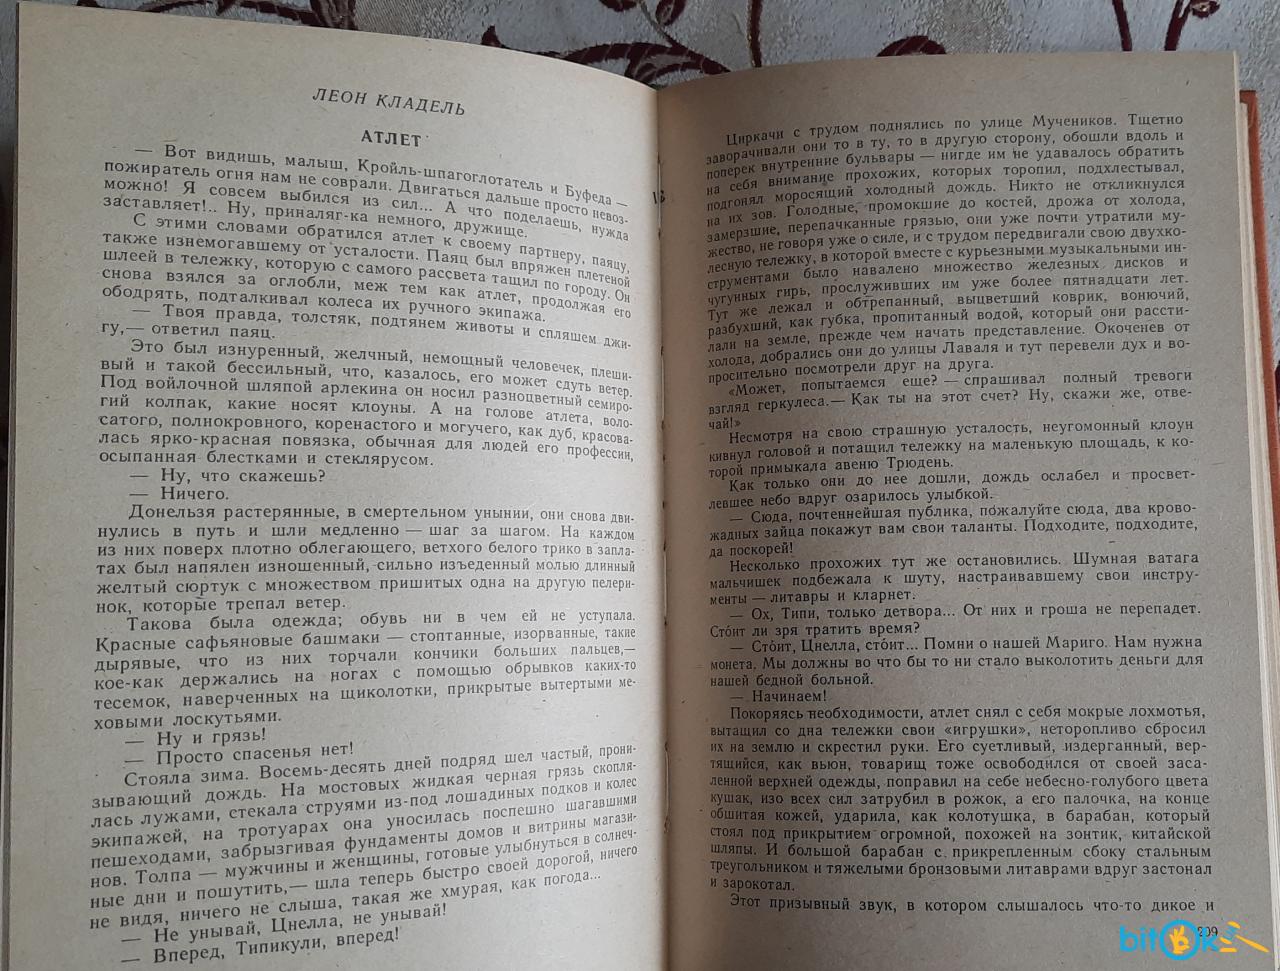 ЛЕОН КЛАДЕЛЬ
АТЛЕТ
— Вот видишь, малыш, Кройль-шпагоглотатель и Буфеда —
пожиратель огня нам не соврали. Двигаться дальше просто невоз-
можно! Я совсем выбился из сил... А что поделаешь, нужда
заставляет!.. Ну, приналяг-ка немного, дружище.
С этими словами обратился атлет к своему партнеру, паяцу,
также изнемогавшему от усталости. Паяц был впряжен плетеной
шлеей в тележку, которую с самого рассвета тащил по городу. Он
снова взялся за оглобли, меж тем как атлет, продолжая его
ободрять, подталкивал колеса их ручного экипажа.
— Твоя правда, толстяк, подтянем животы и спляшем джи-
гу,— ответил паяц.
Это был изнуренный, желчный, немощный человечек, плеши-
вый и такой бессильный, что, казалось, его может сдуть ветер.
Под войлочной шляпой арлекина он носил разноцветный семиро-
гий колпак, какие носят клоуны. А на голове атлета, воло-
сатого, полнокровного, коренастого и могучего, как дуб, красова-
лась ярко-красная повязка, обычная для людей его профессии,
осыпанная блестками и стеклярусом.
— Ну, что скажешь?
— Ничего.
Донельзя растерянные, в смертельном унынии, они снова дви-
нулись в путь и шли медленно — шаг за шагом. На каждом
из них поверх плотно облегающего, ветхого белого трико в запла-
тах был напялен изношенный, сильно изъеденный молью длинный
желтый сюртук с множеством пришитых одна на другую пелери-
нок, которые трепал ветер.
Такова была одежда; обувь ни в чем ей не уступала.
Красные сафьяновые башмаки — стоптанные, изорванные, такие
дырявые, что из них торчали кончики больших пальцев,—
кое-как держались на ногах с помощью обрывков каких-то
тесемок, наверченных на щиколотки, прикрытые вытертыми ме-
ховыми лоскутьями.
— Ну и грязь!
— Просто спасенья нет!
Стояла зима. Восемь-десять дней подряд шел частый, прони-
зывающий дождь. На мостовых жидкая черная грязь скопля-
лась лужами, стекала струями из-под лошадиных подков и колес
экипажей, на тротуарах она уносилась поспешно шагавшими
пешеходами, забрызгивая фундаменты домов и витрины магази-
нов. Толпа — мужчины и женщины, готовые улыбнуться в солнеч-
ные дни и пошутить,— шла теперь быстро своей дорогой, ничего
не видя, ничего не слыша, такая же хмурая, как погода...
— Не унывай, Цнелла, не унывай!
— Вперед, Типикули, вперед!
Циркачи с трудом поднялись по улице Мучеников. Тщетно
заворачивали они то в ту, то в другую сторону, обошли вдоль и
поперек внутренние бульвары — нигде им не удавалось обратить
на себя внимание прохожих, которых торопил, подхлестывал,
подгонял моросящий холодный дождь. Никто не откликнулся
на их зов. Голодные, промокшие до костей, дрожа от холода,
замерзшие, перепачканные грязью, они уже почти утратили му-
жество, не говоря уже о силе, и с трудом передвигали свою двухко-
лесную тележку, в которой вместе с курьезными музыкальными ин-
струментами было навалено множество железных дисков и
чугунных гирь, прослуживших им уже более пятнадцати лет.
Тут же лежал и обтрепанный, выцветший коврик, вонючий,
разбухший, как губка, пропитанный водой, который они рассти-
лали на земле, прежде чем начать представление. Окоченев от
холода, добрались они до улицы Лаваля и тут перевели дух и во-
просительно посмотрели друг на друга.
«Может, попытаемся еще? — спрашивал полный тревоги
взгляд геркулеса.— Как ты на этот счет? Ну, скажи же, отве-
чай!»
Несмотря на свою страшную усталость, неугомонный клоун
кивнул головой и потащил тележку на маленькую площадь, к ко-
торой примыкала авеню Трюдень.
Как только они до нее дошли, дождь ослабел и просвет-
левшее небо вдруг озарилось улыбкой.
— Сюда, почтеннейшая публика, пожалуйте сюда, два крово-
жадных зайца покажут вам свои таланты. Подходите, подходите,
да поскорей!
Несколько прохожих тут же остановились. Шумная ватага
мальчишек подбежала к шуту, настраивавшему свои инстру-
менты — литавры и кларнет.
— Ох, Типи, только детвора... От них и гроша не перепадет.
Сто́ит ли зря тратить время?
— Сто́ит, Цнелла, сто́ит... Помни о нашей Мариго. Нам нужна
монета. Мы должны во что бы то ни стало выколотить деньги для
нашей бедной больной.
— Начинаем!
Покоряясь необходимости, атлет снял с себя мокрые лохмотья,
вытащил со дна тележки свои «игрушки», неторопливо сбросил
их на землю и скрестил руки. Его суетливый, издерганный, вер-
тящийся, как вьюн, товарищ тоже освободился от своей заса-
ленной верхней одежды, поправил на себе небесно-голубого цвета
кушак, изо всех сил затрубил в рожок, а его палочка, на конце
обшитая кожей, ударила, как колотушка, в барабан, который
стоял под прикрытием огромной, похожей на зонтик, китайской
шляпы. И большой барабан с прикрепленным сбоку стальным
треугольником и тяжелыми бронзовыми литаврами вдруг застонал
и зарокотал.
Этот призывный звук, в котором слышалось что-то дикое и
209
bitok